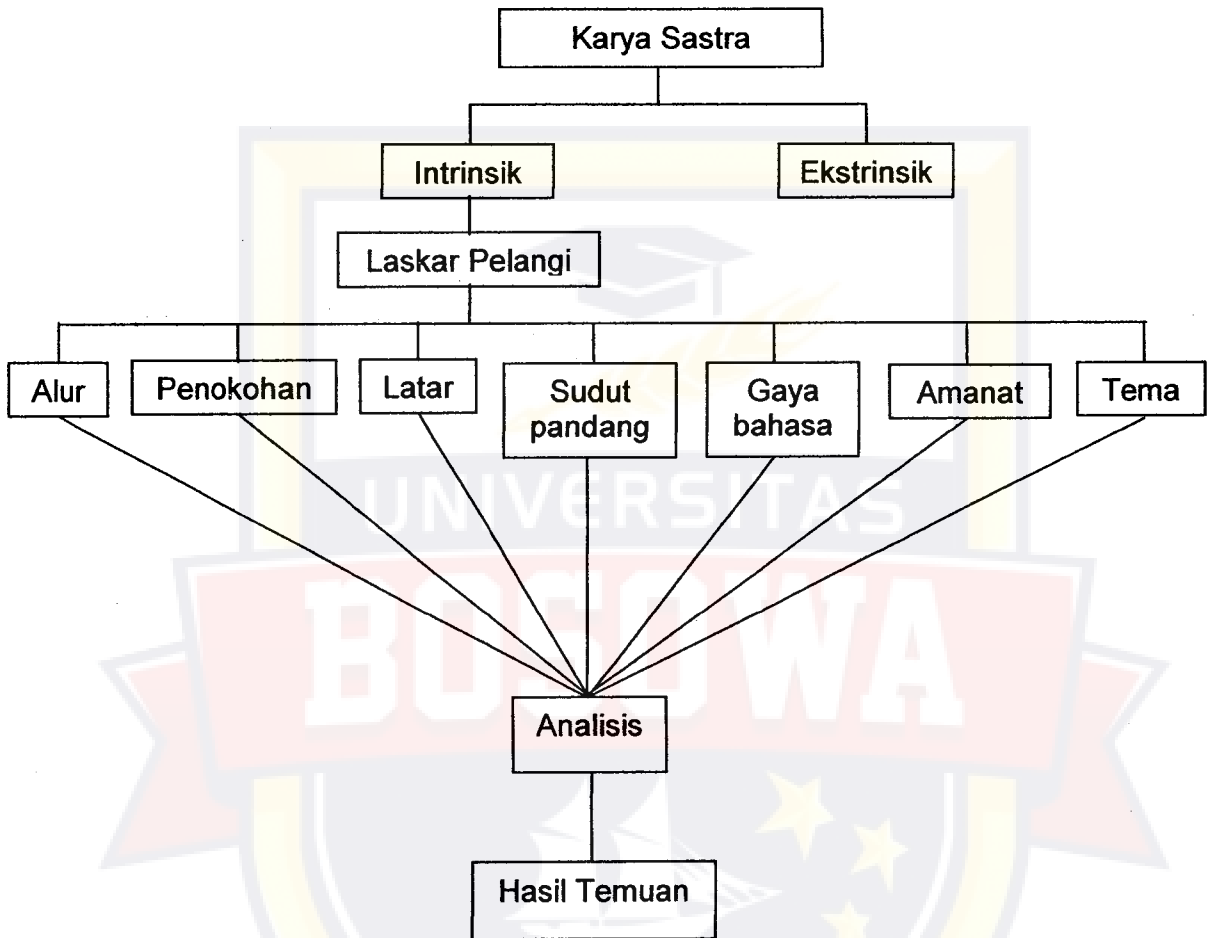 Karya Sastra
Intrinsik
Ekstrinsik
Laskar Pelangi
Alur
Penokohan
Latar
Sudut
pandang
Gaya
bahasa
Amanat
Tema
UNIVERSITAS
BOSOWA
Analisis
Hasil Temuan